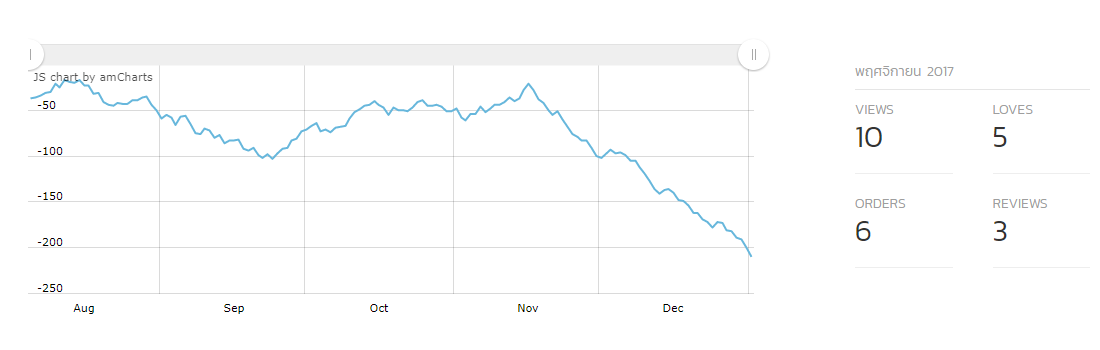 JS chart by amCharts
-50
-100
-150
-200
-250
Aug Sep Oct Nov Dec
พฤศจิกายน 2017
VIEWS LOVES
10 5
ORDERS REVIEWS
6 3